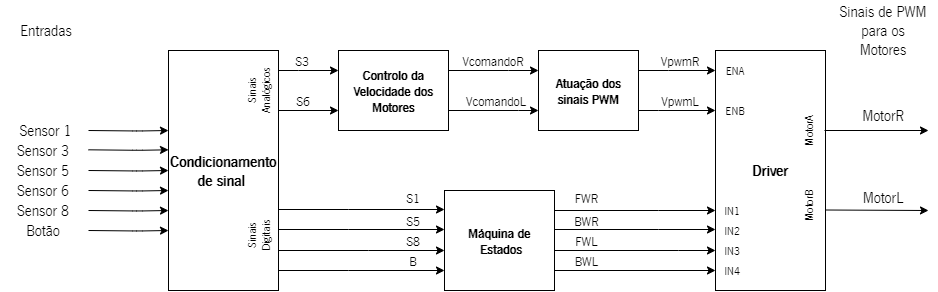 Entradas
Sensor 1
Sensor 3
Sensor 5
Sensor 6
Sensor 8
Botão
Condicionamento
de sinal
Sinais
Analógicos
Sinais
Digitais
S3
S6
Controlo da
Velocidade dos
Motores
VcomandoR
VcomandoL
Atuação dos
sinais PWM
VpwmR
VpwmL
S1
S5
S8
B
Máquina de
Estados
FWR
BWR
FWL
BWL
ENA
ENB
IN1
IN2
IN3
IN4
Driver
MotorA
MotorB
Sinais de PWM
para os
Motores
MotorR
MotorL